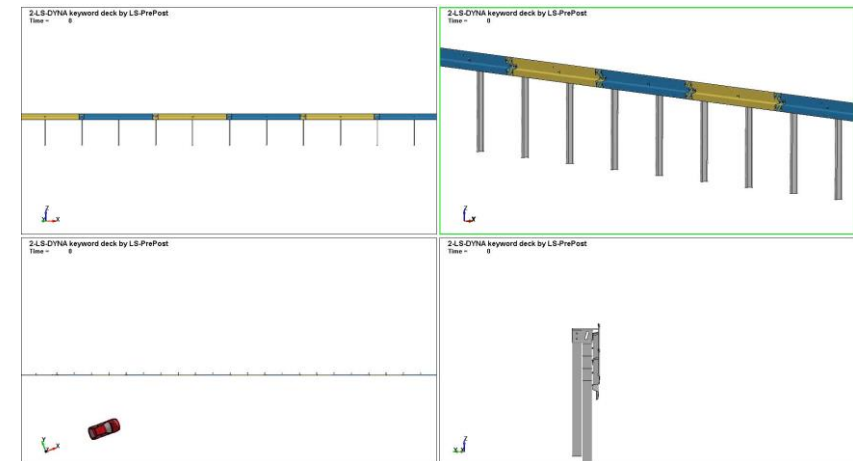 2-LS-DYNA keyword deck by LS-PrePost
Time = 0
Z
X
2-LS-DYNA keyword deck by LS-PrePost
Time = 0
Z
X
2-LS-DYNA keyword deck by LS-PrePost
Time = 0
Y
X
2-LS-DYNA keyword deck by LS-PrePost
Time = 0
Z